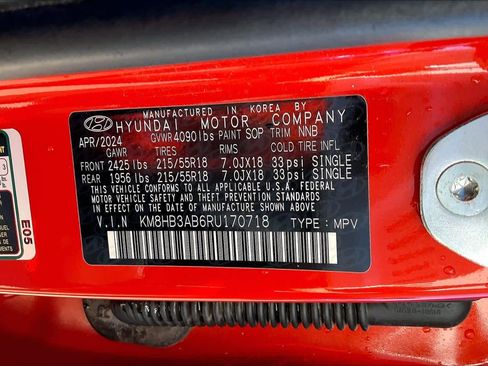 MANUFACTURED IN KOREA BY
HYUNDAI MOTOR COMPANY
APR/2024 GVWR 4090lbs PAINT SOP TRIM NNB
GAWR TIRES RIMS COLD TIRE INFL
FRONT 2425 lbs 215/55R18 7.0JX18 33psi SINGLE
REAR 1956 lbs 215/55R18 7.0JX18 33psi SINGLE
THIS VEHICLE CONFORMS TO ALL APPLICABLE U.S.A. FEDERAL
MOTOR VEHICLE SAFETY, BUMPER, AND THEFT PREVENTION
STANDARDS IN EFFECT ON THE DATE OF MANUFACTURE
SHOWN ABOVE.
V.I.N KM8HB3AB6RU170718 TYPE : MPV
E05